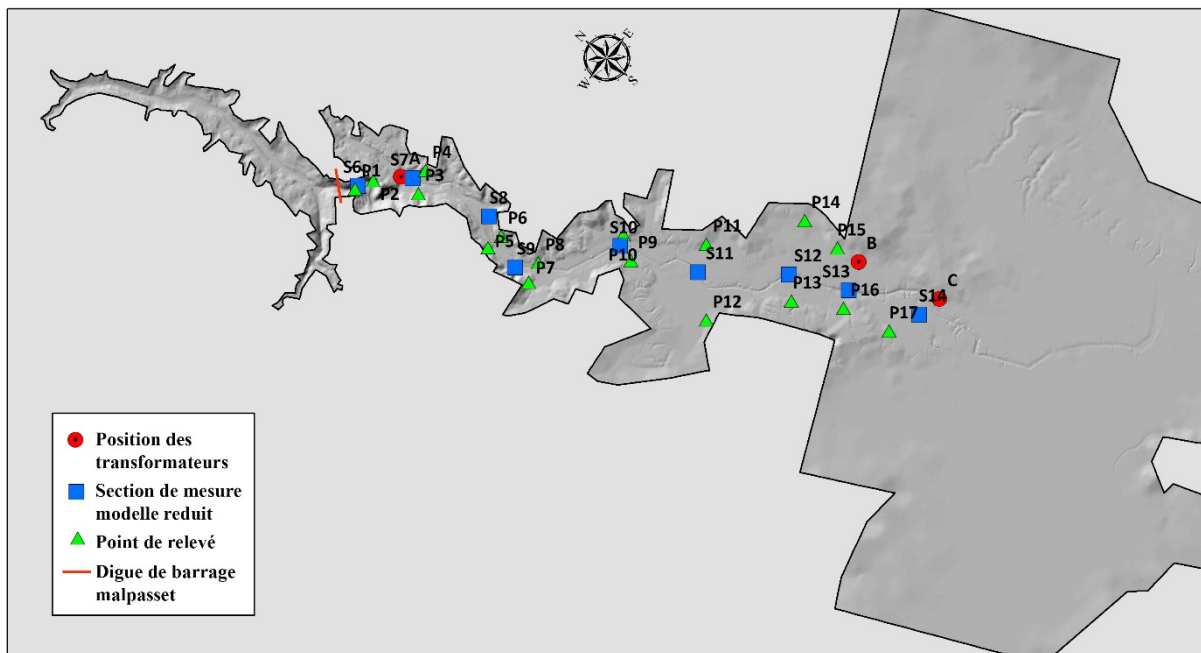 N
E
W
S
S6
P1
P2
S7
A
P4
P3
S8
P6
P5
S9
P8
P7
S10
P9
P10
P11
S11
P12
P14
P15
B
S12
S13
P13
P16
C
S14
P17
Position des
transformateurs
Section de mesure
modelle reduit
Point de relevé
Digue de barrage
malpasset